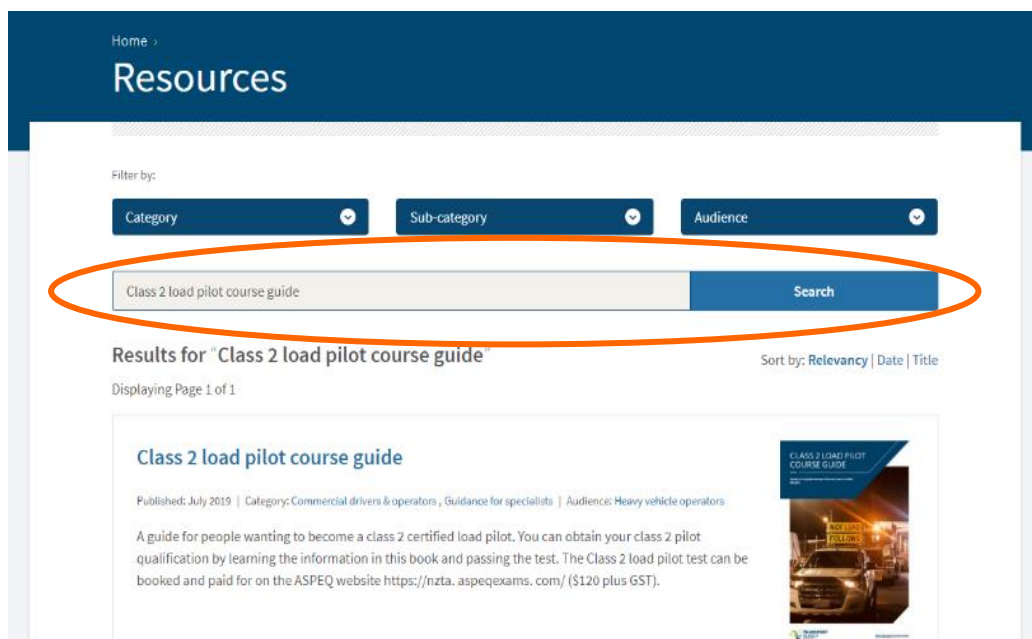 Home ›
Resources
Filter by:
Category
Sub-category
Audience
Class 2 load pilot course guide
Search
Results for "Class 2 load pilot course guide"
Sort by: Relevancy | Date | Title
Displaying Page 1 of 1
Class 2 load pilot course guide
Published: July 2019 | Category: Commercial drivers & operators , Guidance for specialists | Audience: Heavy vehicle operators
A guide for people wanting to become a class 2 certified load pilot. You can obtain your class 2 pilot
qualification by learning the information in this book and passing the test. The Class 2 load pilot test can be
booked and paid for on the ASPEQ website https://nzta. aspeqexams. com/ ($120 plus GST).
CLASS 2 LOAD PILOT
COURSE GUIDE
LOAD
FOLLOWS
TRANSPORT